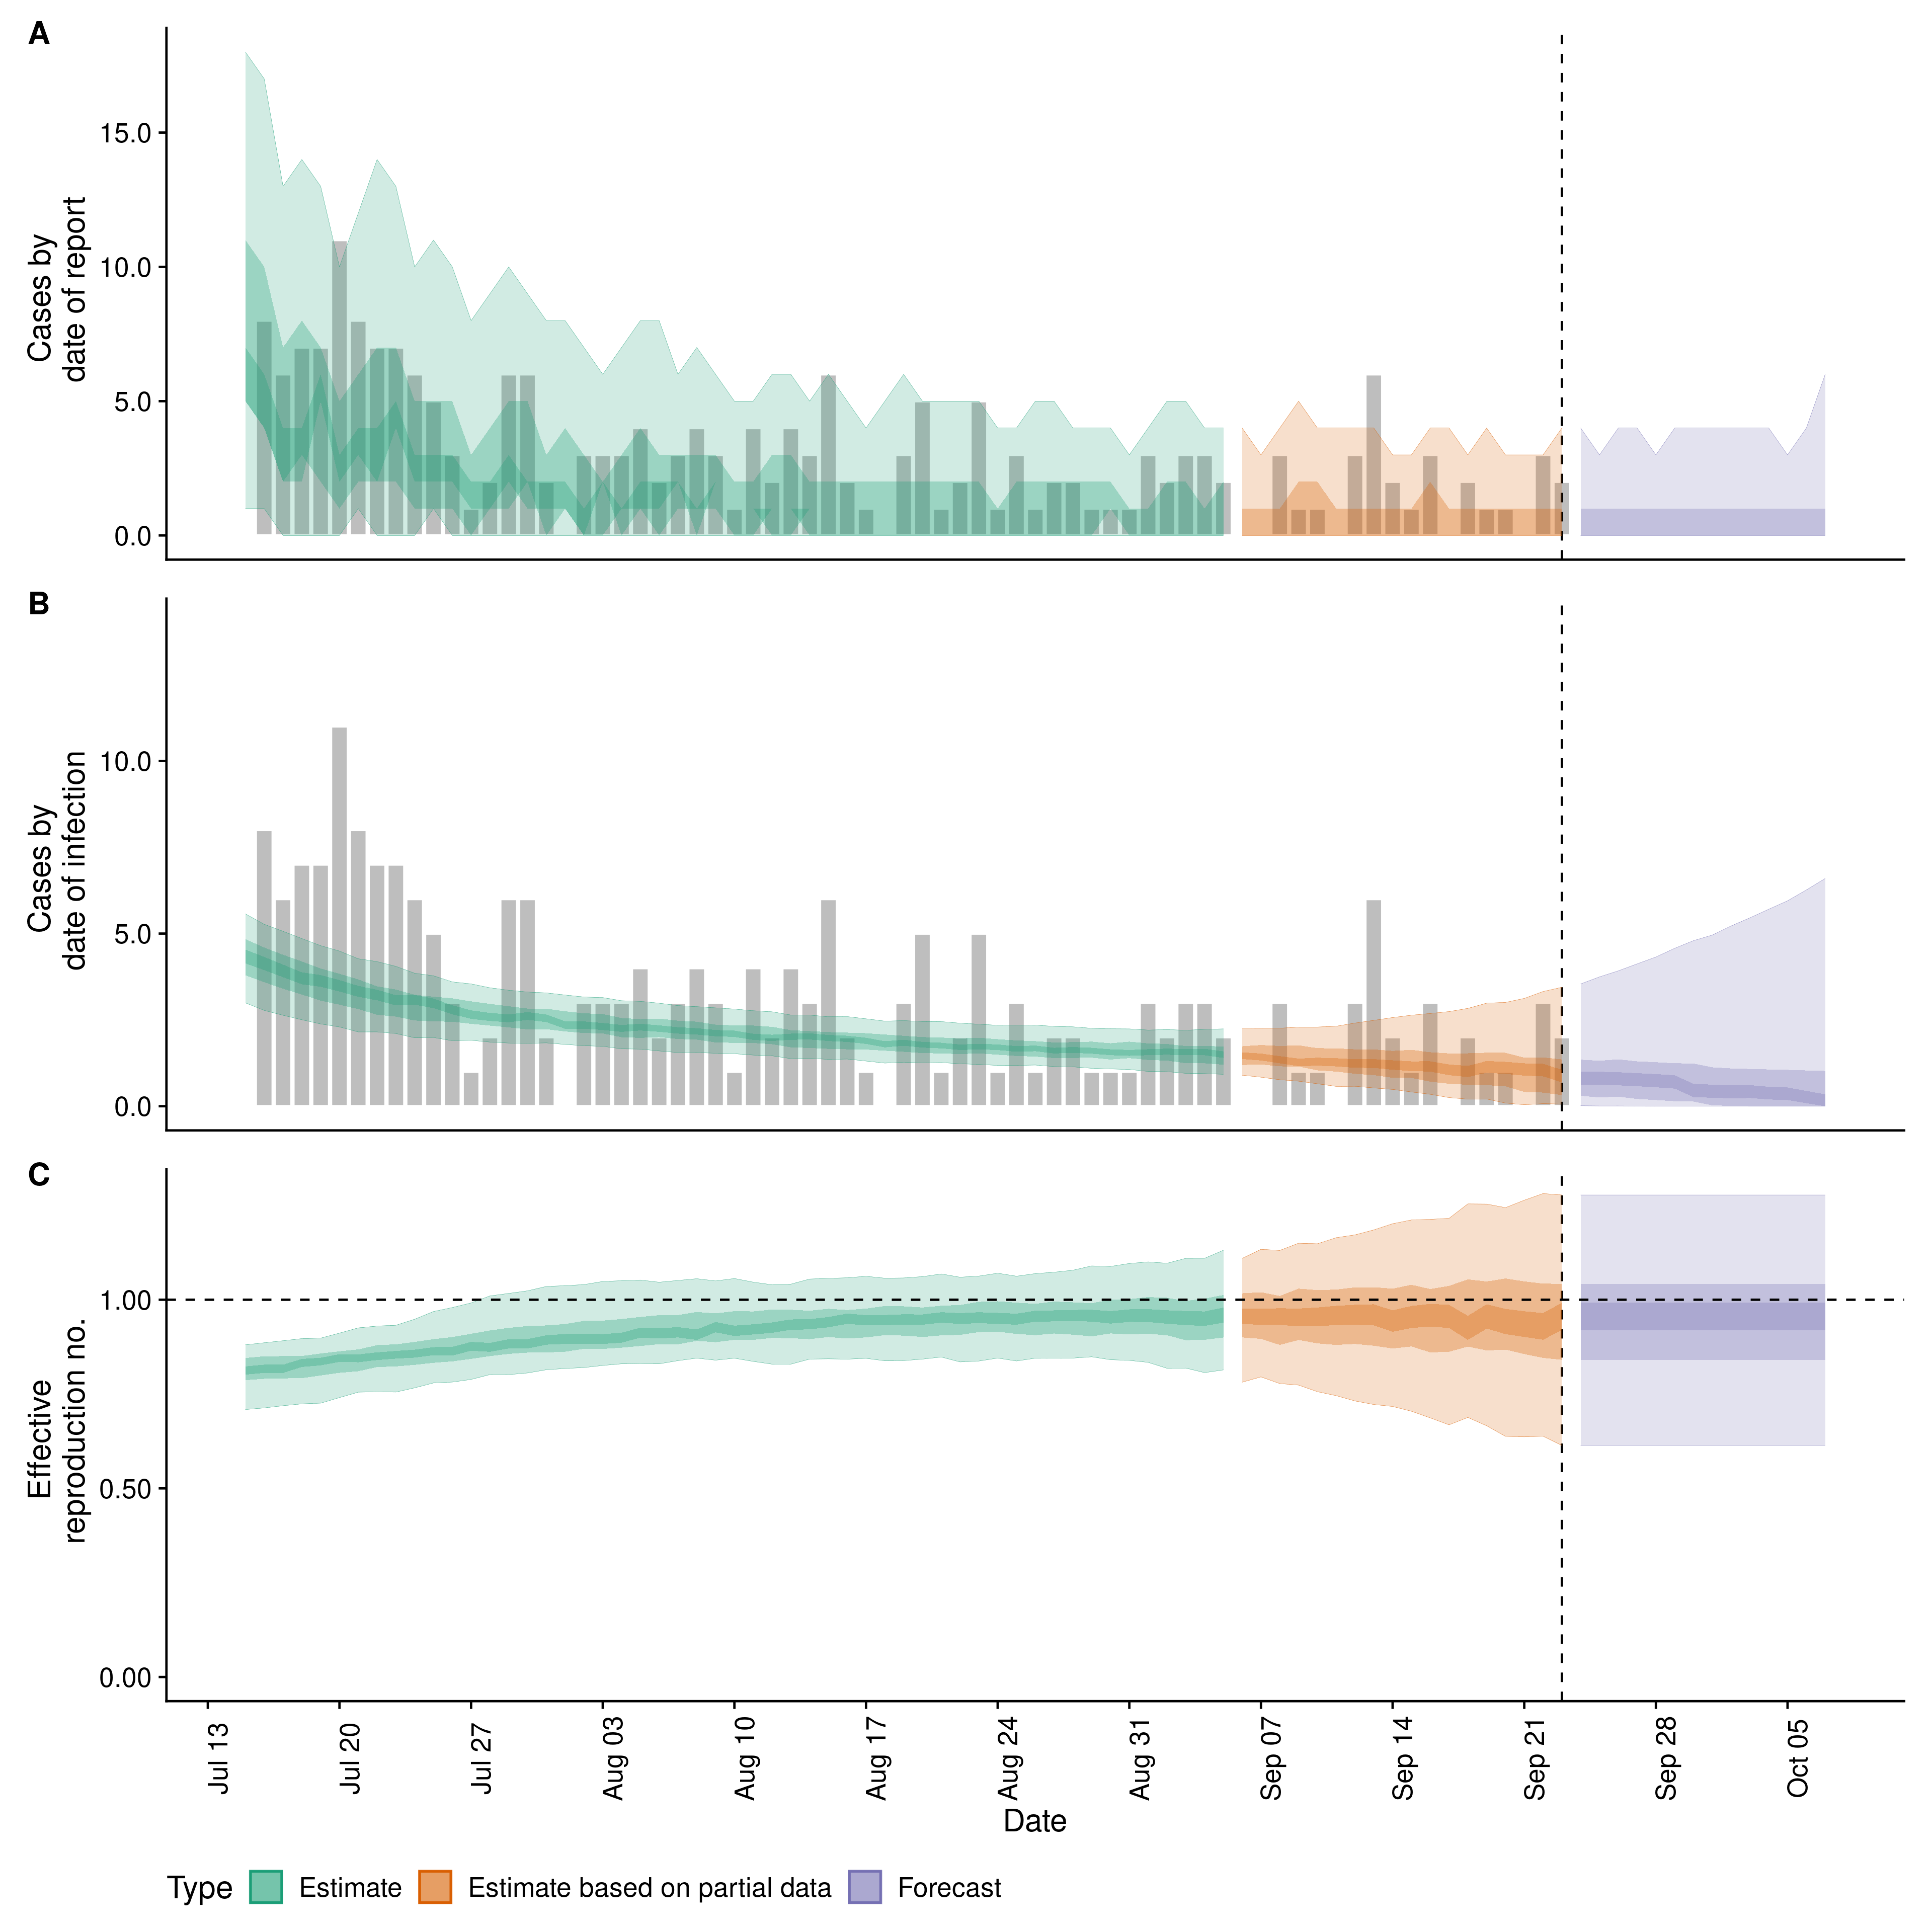 A
Cases by
date of report
15.0
10.0
5.0
0.0
B
Cases by
date of infection
10.0
5.0
0.0
C
Effective
reproduction no.
1.00
0.50
0.00
Jul 13
Jul 20
Jul 27
Aug 03
Aug 10
Aug 17
Aug 24
Aug 31
Sep 07
Sep 14
Sep 21
Sep 28
Oct 05
Date
Type Estimate Estimate based on partial data Forecast